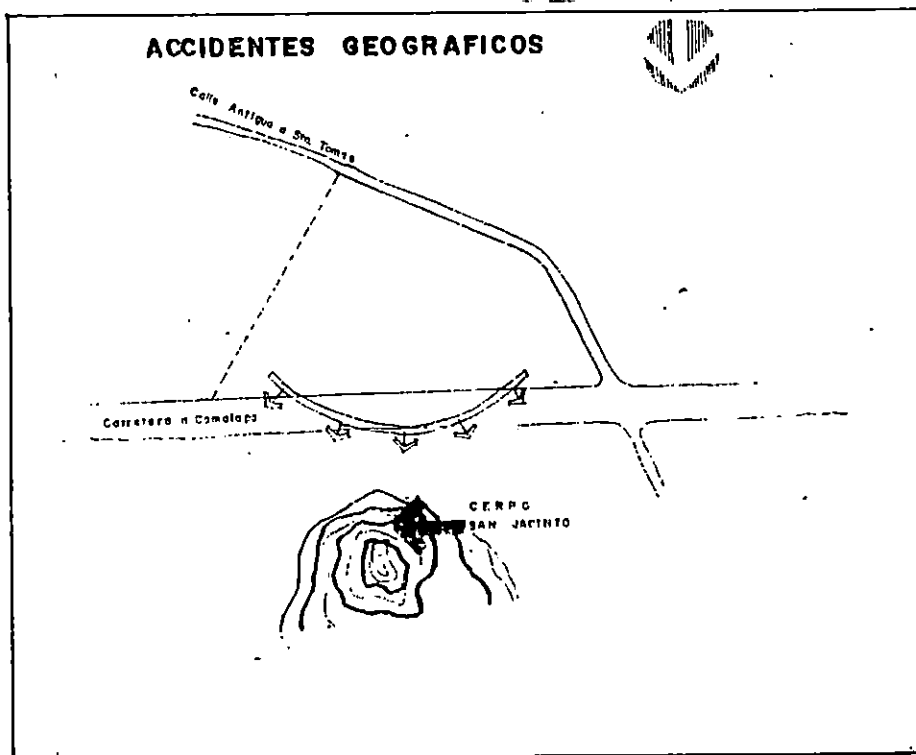 ACCIDENTES GEOGRAFICOS
Calle Antigua a Sto. Tomas
Carretera a Comalapa
CERRO
SAN JACINTO